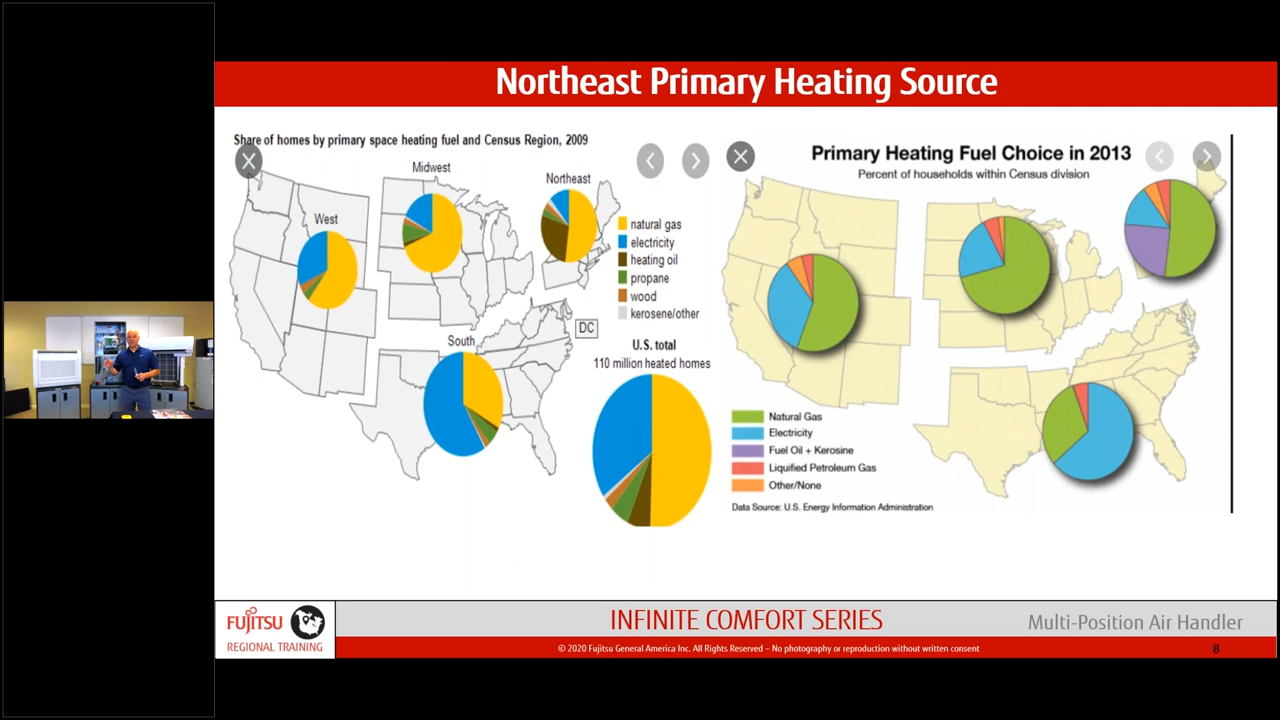 Northeast Primary Heating Source
Share of homes by primary space heating fuel and Census Region, 2009
Midwest
Northeast
West
South
natural gas
electricity
heating oil
propane
wood
kerosene/other
DC
U.S. total
110 million heated homes
Primary Heating Fuel Choice in 2013
Percent of households within Census division
Natural Gas
Electricity
Fuel Oil + Kerosine
Liquified Petroleum Gas
Other/None
Data Source: U.S. Energy Information Administration
FUJITSU
REGIONAL TRAINING
INFINITE COMFORT SERIES
Multi-Position Air Handler
© 2020 Fujitsu General America Inc. All Rights Reserved – No photography or reproduction without written consent
8